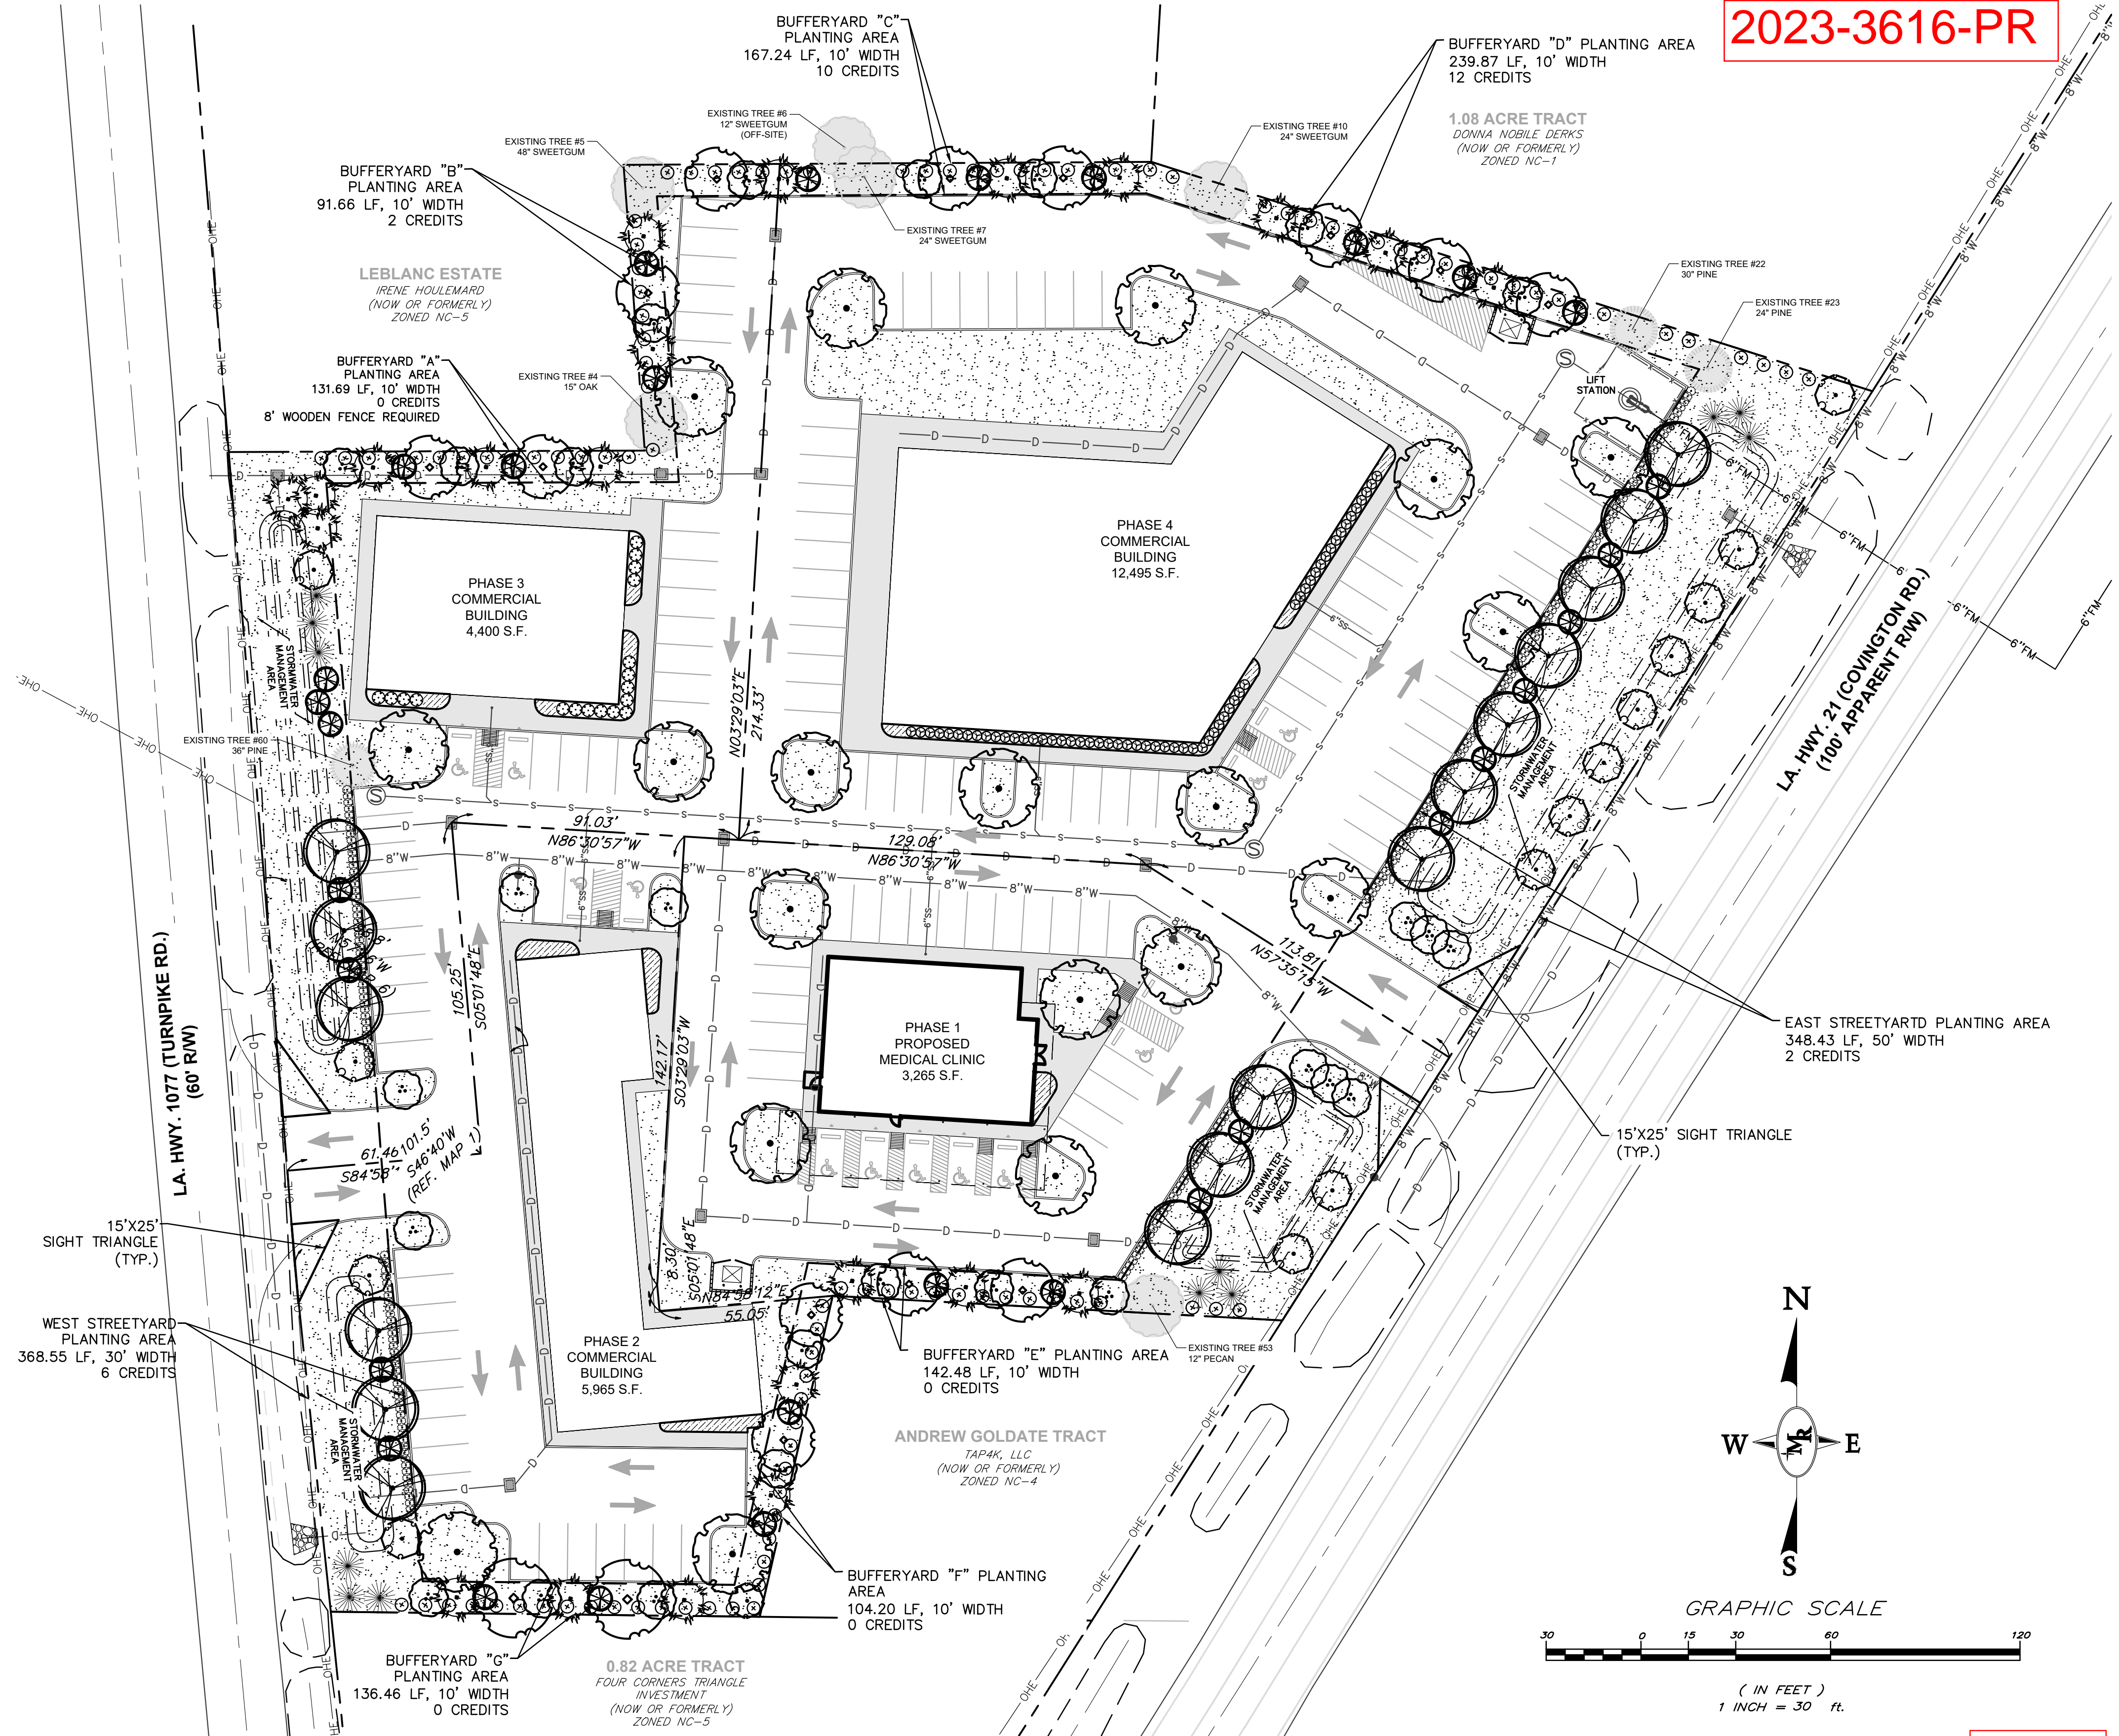 2023-3616-PR
BUFFERYARD "C"
PLANTING AREA
167.24 LF, 10' WIDTH
10 CREDITS
BUFFERYARD "D" PLANTING AREA
239.87 LF, 10' WIDTH
12 CREDITS
1.08 ACRE TRACT
DONNA NOBILE DERKS
(NOW OR FORMERLY)
ZONED NC-1
EXISTING TREE #6
12" SWEETGUM
(OFF-SITE)
EXISTING TREE #5
48" SWEETGUM
EXISTING TREE #10
24" SWEETGUM
BUFFERYARD "B"
PLANTING AREA
91.66 LF, 10' WIDTH
2 CREDITS
EXISTING TREE #7
24" SWEETGUM
LEBLANC ESTATE
IRENE HOULEMARD
(NOW OR FORMERLY)
ZONED NC-5
EXISTING TREE #22
30" PINE
EXISTING TREE #23
24" PINE
BUFFERYARD "A"
PLANTING AREA
131.69 LF, 10' WIDTH
0 CREDITS
8' WOODEN FENCE REQUIRED
EXISTING TREE #4
15" OAK
LIFT
STATION
PHASE 4
COMMERCIAL
BUILDING
12,495 S.F.
PHASE 3
COMMERCIAL
BUILDING
4,400 S.F.
STORMWATER
MANAGEMENT
AREA
N03°29'03"E
214.33'
EXISTING TREE #60
36" PINE
STORMWATER
MANAGEMENT
AREA
LA. HWY. 21 (COVINGTON RD.)
(100' APPARENT R/W)
91.03'
N86°30'57"W
129.08'
N86°30'57"W
113.81'
N57°35'15"W
105.25'
S05°01'48"E
142.17'
S03°29'03"W
PHASE 1
PROPOSED
MEDICAL CLINIC
3,265 S.F.
EAST STREETYARTD PLANTING AREA
348.43 LF, 50' WIDTH
2 CREDITS
15'X25' SIGHT TRIANGLE
(TYP.)
LA. HWY. 1077 (TURNPIKE RD.)
(60' R/W)
61.46
101.5'
S46°40'W
(REF. MAP 1)
STORMWATER
MANAGEMENT
AREA
15'X25'
SIGHT TRIANGLE
(TYP.)
8.30'
S05°01'48"E
N84°58'12"E
55.05'
WEST STREETYARD
PLANTING AREA
368.55 LF, 30' WIDTH
6 CREDITS
PHASE 2
COMMERCIAL
BUILDING
5,965 S.F.
BUFFERYARD "E" PLANTING AREA
142.48 LF, 10' WIDTH
0 CREDITS
EXISTING TREE #53
12" PECAN
STORMWATER
MANAGEMENT
AREA
ANDREW GOLDATE TRACT
TAP4K, LLC
(NOW OR FORMERLY)
ZONED NC-4
BUFFERYARD "F" PLANTING
AREA
104.20 LF, 10' WIDTH
0 CREDITS
BUFFERYARD "G"
PLANTING AREA
136.46 LF, 10' WIDTH
0 CREDITS
0.82 ACRE TRACT
FOUR CORNERS TRIANGLE
INVESTMENT
(NOW OR FORMERLY)
ZONED NC-5
N
W MR E
S
GRAPHIC SCALE
30 0 15 30 60 120
( IN FEET )
1 INCH = 30 ft.